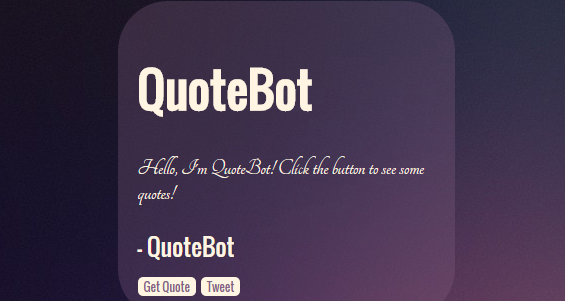 QuoteBot
Hello, I'm QuoteBot! Click the button to see some
quotes!
- QuoteBot
Get Quote Tweet